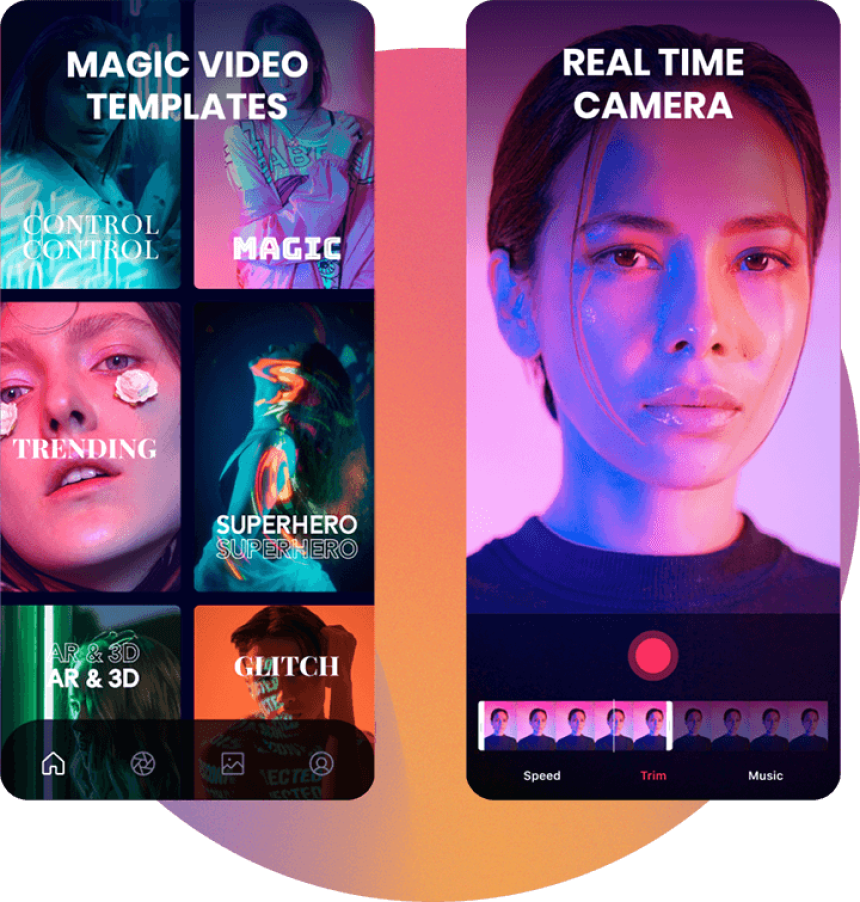 MAGIC VIDEO
TEMPLATES
CONTROL
CONTROL
MAGIC
TRENDING
SUPERHERO
SUPERHERO
AR & 3D
AR & 3D
GLITCH
REAL TIME
CAMERA
Speed
Trim
Music